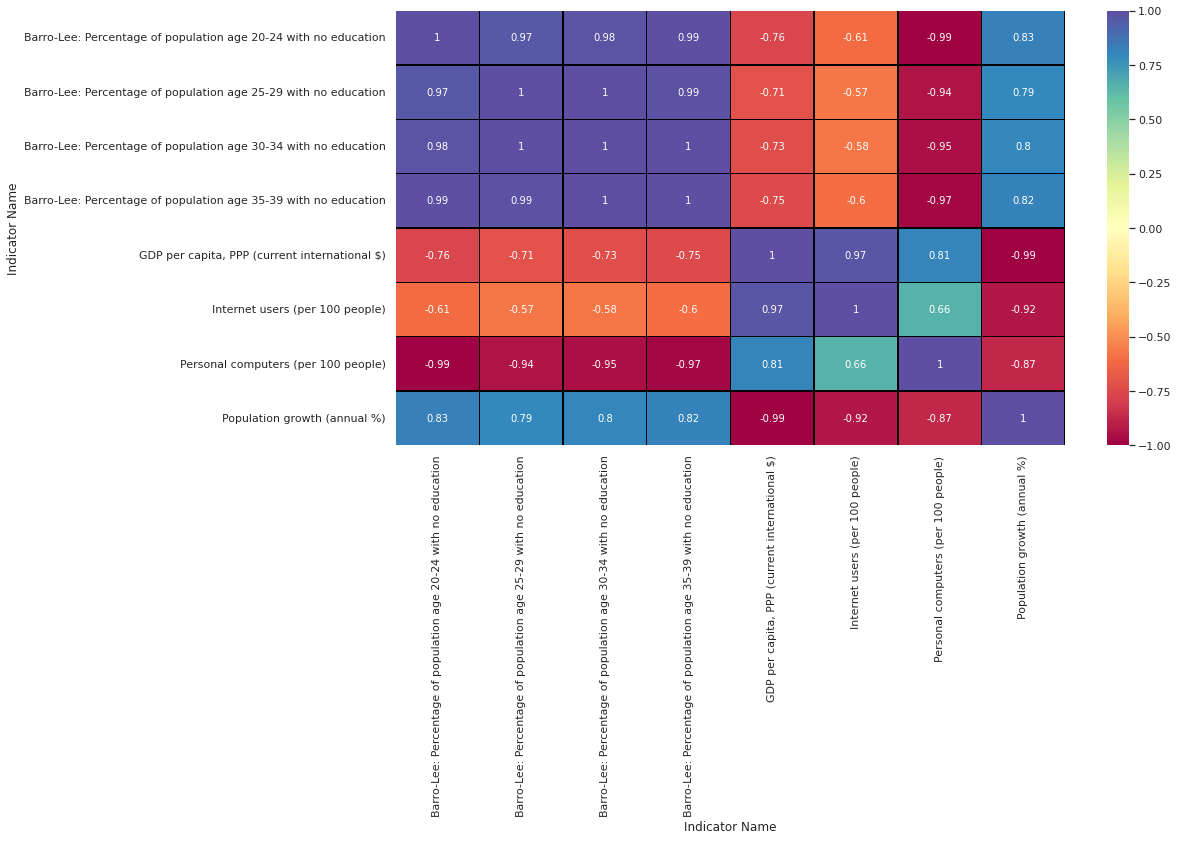 Barro-Lee: Percentage of population age 20-24 with no education 1 0.97 0.98 0.99 -0.76 -0.61 -0.99 0.83
Barro-Lee: Percentage of population age 25-29 with no education 0.97 1 1 0.99 -0.71 -0.57 -0.94 0.79
Barro-Lee: Percentage of population age 30-34 with no education 0.98 1 1 1 -0.73 -0.58 -0.95 0.8
Barro-Lee: Percentage of population age 35-39 with no education 0.99 0.99 1 1 -0.75 -0.6 -0.97 0.82
GDP per capita, PPP (current international $) -0.76 -0.71 -0.73 -0.75 1 0.97 0.81 -0.99
Internet users (per 100 people) -0.61 -0.57 -0.58 -0.6 0.97 1 0.66 -0.92
Personal computers (per 100 people) -0.99 -0.94 -0.95 -0.97 0.81 0.66 1 -0.87
Population growth (annual %) 0.83 0.79 0.8 0.82 -0.99 -0.92 -0.87 1
Indicator Name
Barro-Lee: Percentage of population age 20-24 with no education
Barro-Lee: Percentage of population age 25-29 with no education
Barro-Lee: Percentage of population age 30-34 with no education
Barro-Lee: Percentage of population age 35-39 with no education
GDP per capita, PPP (current international $)
Internet users (per 100 people)
Personal computers (per 100 people)
Population growth (annual %)
Indicator Name
1.00
0.75
0.50
0.25
0.00
−0.25
−0.50
−0.75
−1.00